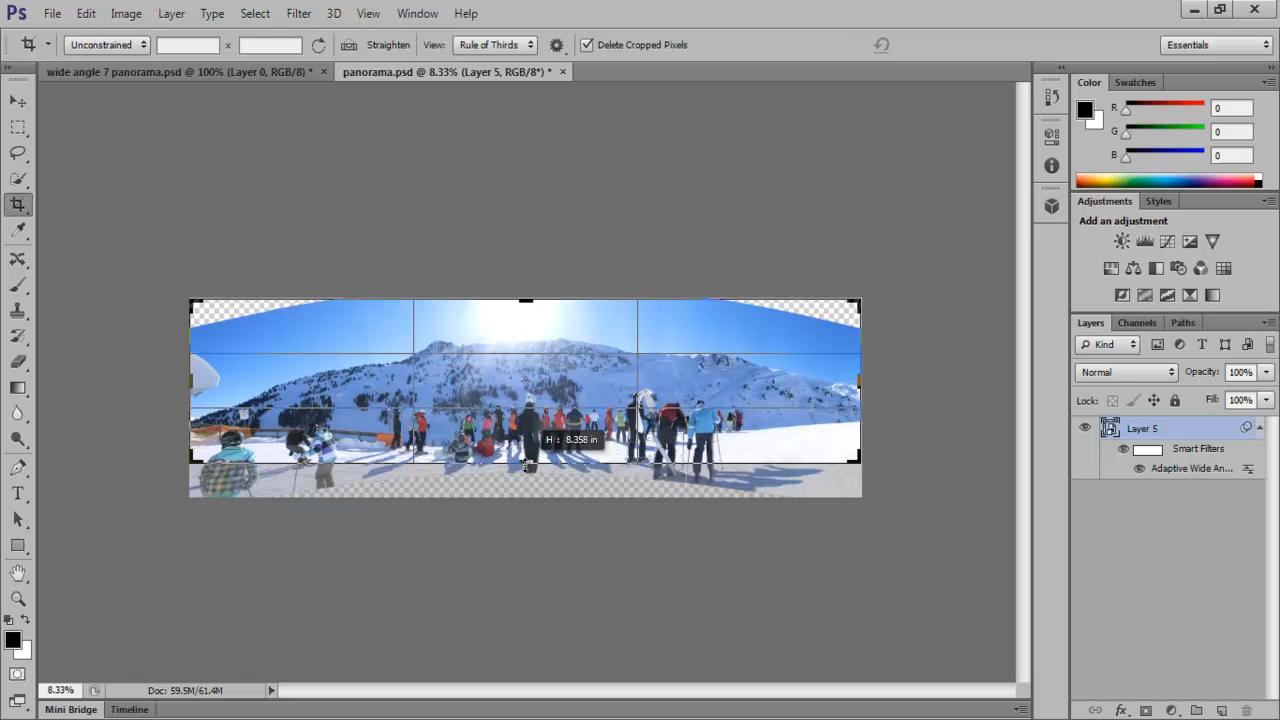 Ps File Edit Image Layer Type Select Filter 3D View Window Help
Unconstrained x Straighten View: Rule of Thirds Delete Cropped Pixels Essentials
wide angle 7 panorama.psd @ 100% (Layer 0, RGB/8) * × panorama.psd @ 8.33% (Layer 5, RGB/8*) * ×
Color Swatches
R 0
G 0
B 0
Adjustments Styles
Add an adjustment
Layers Channels Paths
Kind
Normal Opacity: 100%
Lock: Fill: 100%
Layer 5
Smart Filters
Adaptive Wide An...
H : 8.358 in
8.33% Doc: 59.5M/61.4M
Mini Bridge Timeline